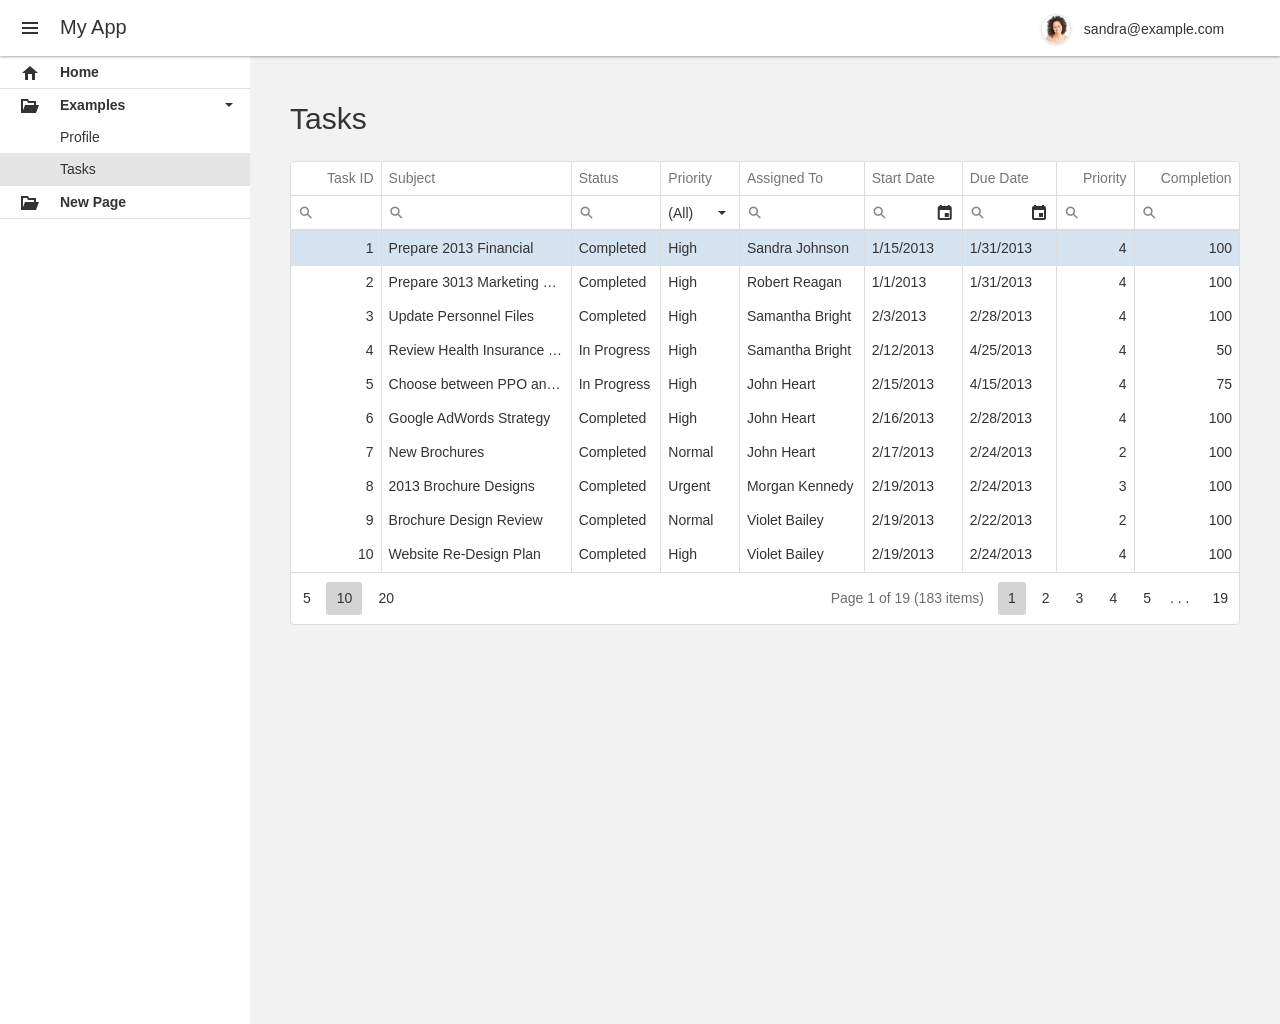 My App
sandra@example.com
Home
Examples
Profile
Tasks
New Page
Tasks
Task ID Subject Status Priority Assigned To Start Date Due Date Priority Completion
(All)
1 Prepare 2013 Financial Completed High Sandra Johnson 1/15/2013 1/31/2013 4 100
2 Prepare 3013 Marketing … Completed High Robert Reagan 1/1/2013 1/31/2013 4 100
3 Update Personnel Files Completed High Samantha Bright 2/3/2013 2/28/2013 4 100
4 Review Health Insurance … In Progress High Samantha Bright 2/12/2013 4/25/2013 4 50
5 Choose between PPO an… In Progress High John Heart 2/15/2013 4/15/2013 4 75
6 Google AdWords Strategy Completed High John Heart 2/16/2013 2/28/2013 4 100
7 New Brochures Completed Normal John Heart 2/17/2013 2/24/2013 2 100
8 2013 Brochure Designs Completed Urgent Morgan Kennedy 2/19/2013 2/24/2013 3 100
9 Brochure Design Review Completed Normal Violet Bailey 2/19/2013 2/22/2013 2 100
10 Website Re-Design Plan Completed High Violet Bailey 2/19/2013 2/24/2013 4 100
5 10 20 Page 1 of 19 (183 items) 1 2 3 4 5 . . . 19